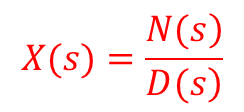 X(s) = N(s)/D(s)